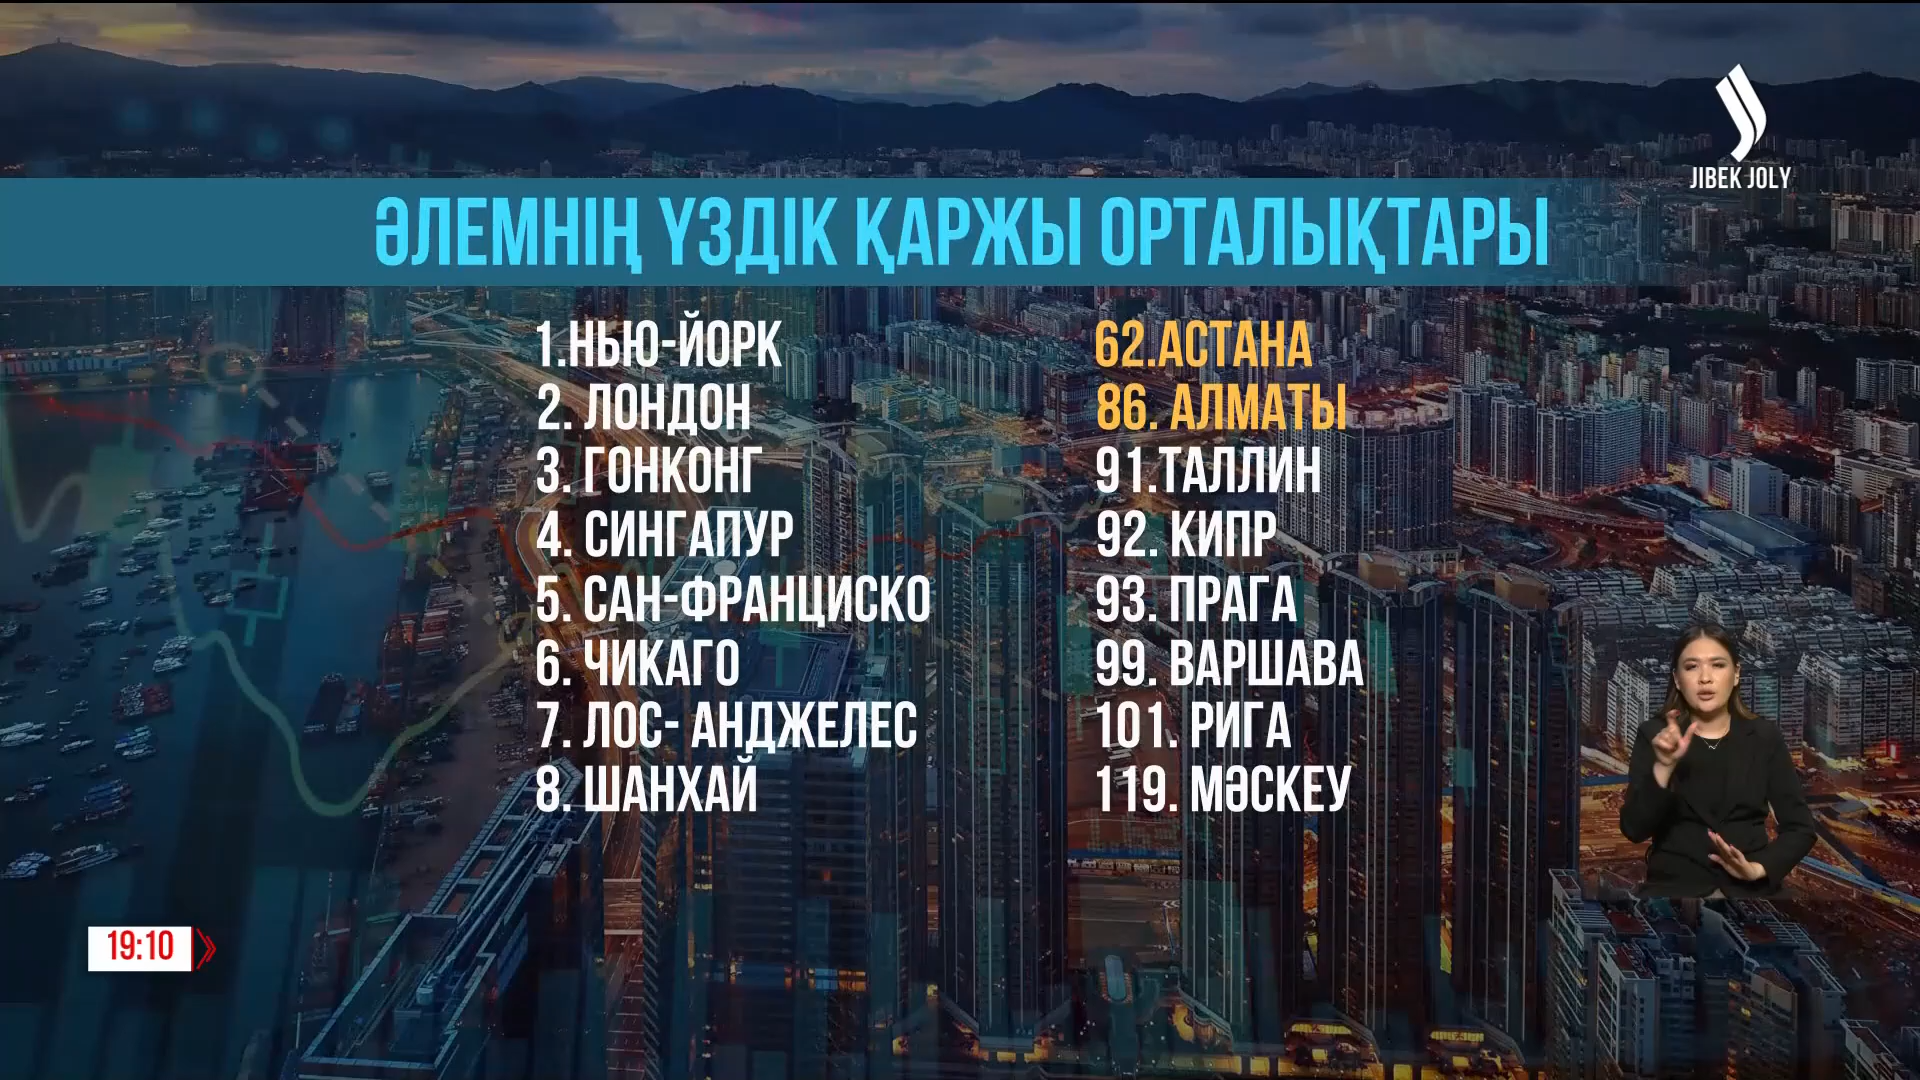 JIBEK JOLY
ӘЛЕМНІҢ ҮЗДІК ҚАРЖЫ ОРТАЛЫҚТАРЫ
1.НЬЮ-ЙОРК
2. ЛОНДОН
3. ГОНКОНГ
4. СИНГАПУР
5. САН-ФРАНЦИСКО
6. ЧИКАГО
7. ЛОС- АНДЖЕЛЕС
8. ШАНХАЙ
62.АСТАНА
86. АЛМАТЫ
91.ТАЛЛИН
92. КИПР
93. ПРАГА
99. ВАРШАВА
101. РИГА
119. МӘСКЕУ
19:10